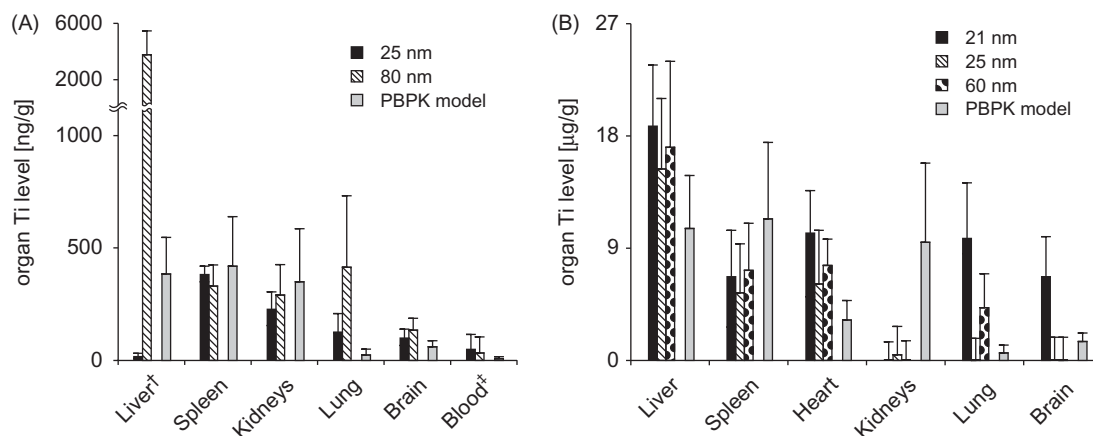 (A)
organ Ti level [ng/g]
6000
2000
1000
500
0
25 nm
80 nm
PBPK model
Liver†
Spleen
Kidneys
Lung
Brain
Blood‡
(B)
organ Ti level [µg/g]
27
18
9
0
21 nm
25 nm
60 nm
PBPK model
Liver
Spleen
Heart
Kidneys
Lung
Brain